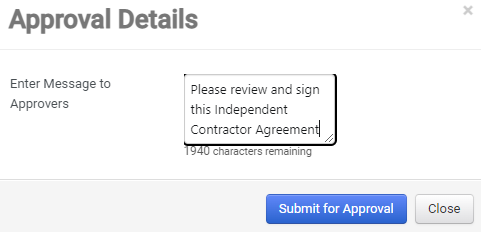 Approval Details
×
Enter Message to
Approvers
Please review and sign
this Independent
Contractor Agreement
1940 characters remaining
Submit for Approval
Close